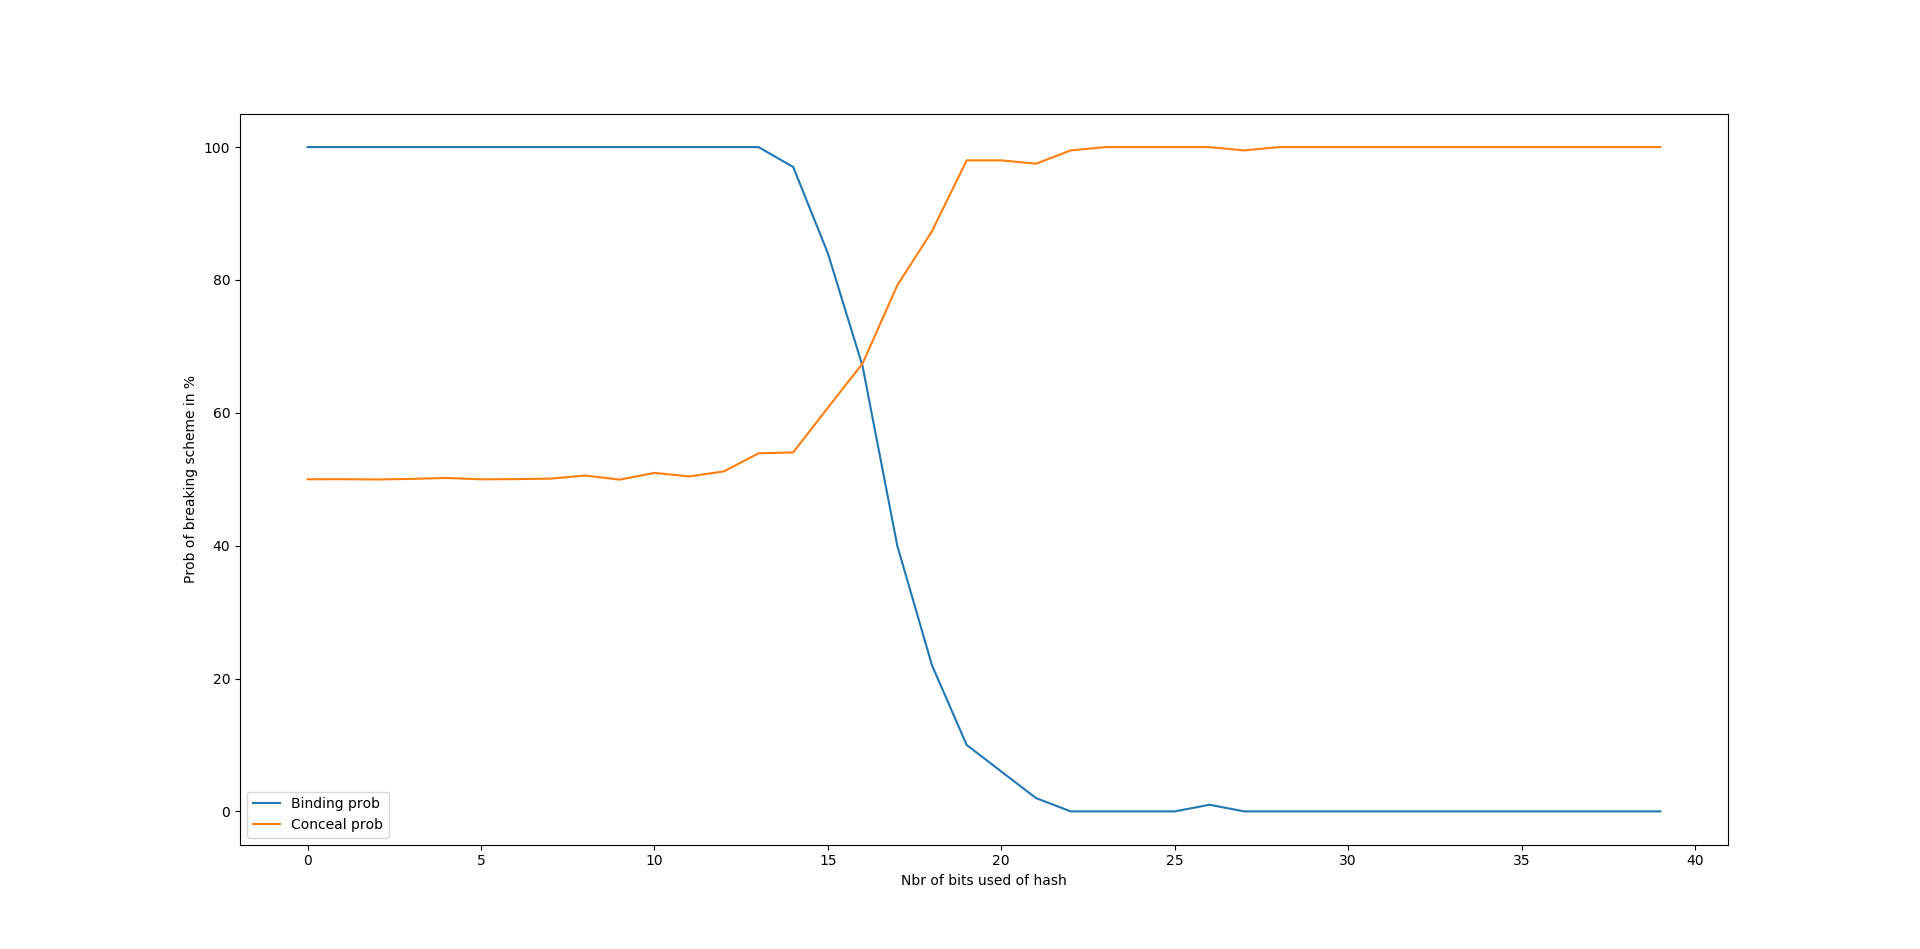 100
80
60
40
20
0
Prob of breaking scheme in %
Binding prob
Conceal prob
0 5 10 15 20 25 30 35 40
Nbr of bits used of hash